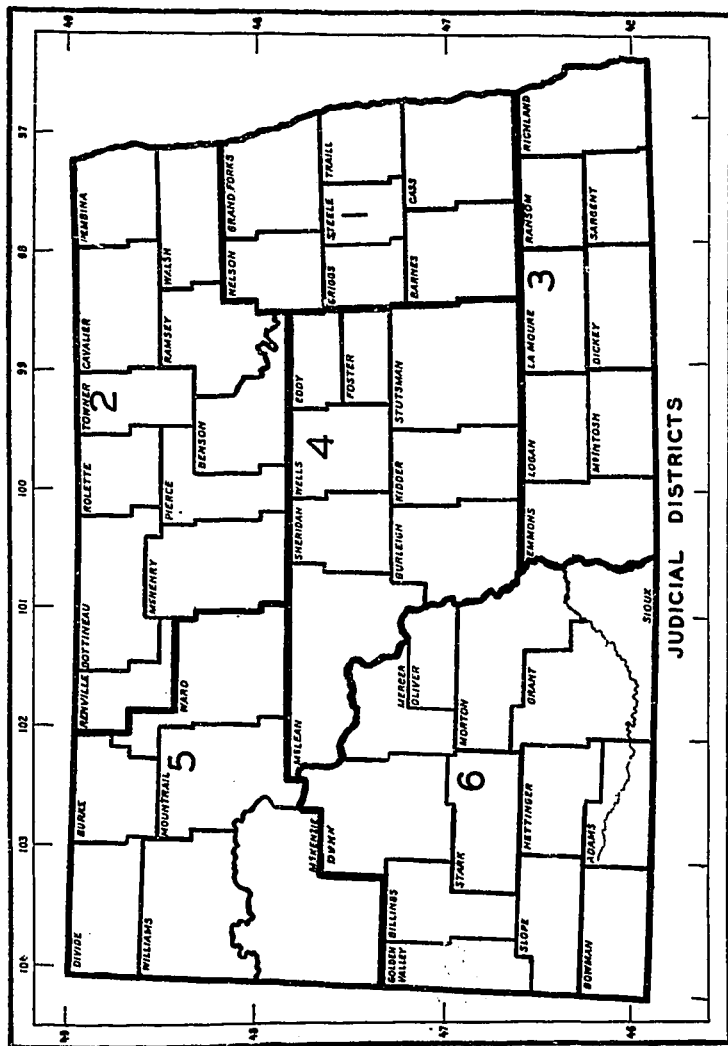 JUDICIAL DISTRICTS
104
103
102
101
100
99
98
97
49
48
47
46
49
48
47
46
DIVIDE
BURKE
RENVILLE
BOTTINEAU
ROLETTE
TOWNER
CAVALIER
PEMBINA
WILLIAMS
MOUNTRAIL
5
WARD
MCHENRY
PIERCE
2
BENSON
RAMSEY
WALSH
NELSON
GRAND FORKS
MCKENZIE
DUNN
MCLEAN
SHERIDAN
WELLS
4
EDDY
FOSTER
GRIGGS
STEELE
1
TRAILL
GOLDEN
VALLEY
BILLINGS
MERCER
OLIVER
BURLEIGH
KIDDER
STUTSMAN
BARNES
CASS
STARK
6
MORTON
SLOPE
HETTINGER
GRANT
EMMONS
LOGAN
LA MOURE
3
RANSOM
RICHLAND
BOWMAN
ADAMS
SIOUX
MCINTOSH
DICKEY
SARGENT